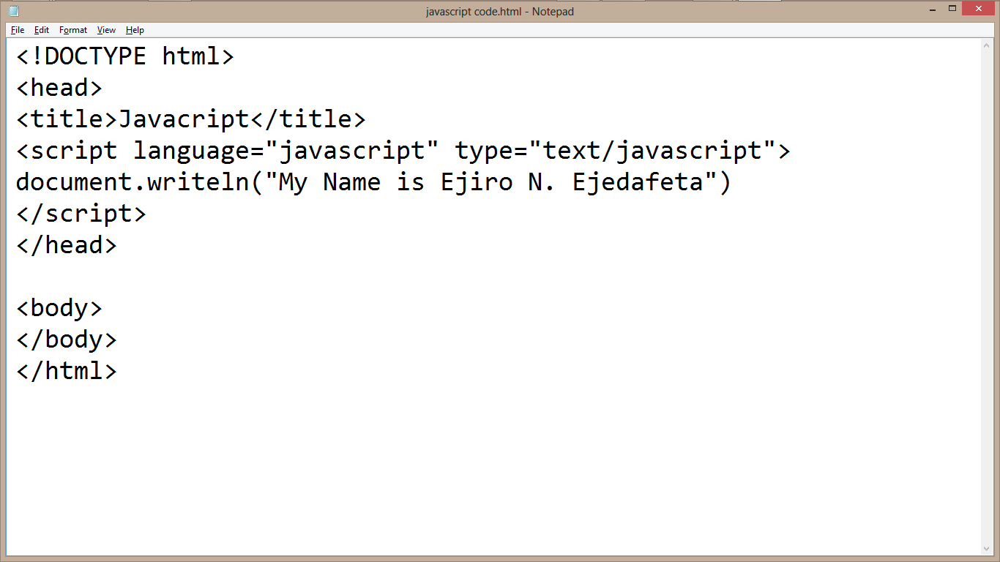 javascript code.html - Notepad
File Edit Format View Help
<!DOCTYPE html>
<head>
<title>Javacript</title>
<script language="javascript" type="text/javascript">
document.writeln("My Name is Ejiro N. Ejedafeta")
</script>
</head>
<body>
</body>
</html>